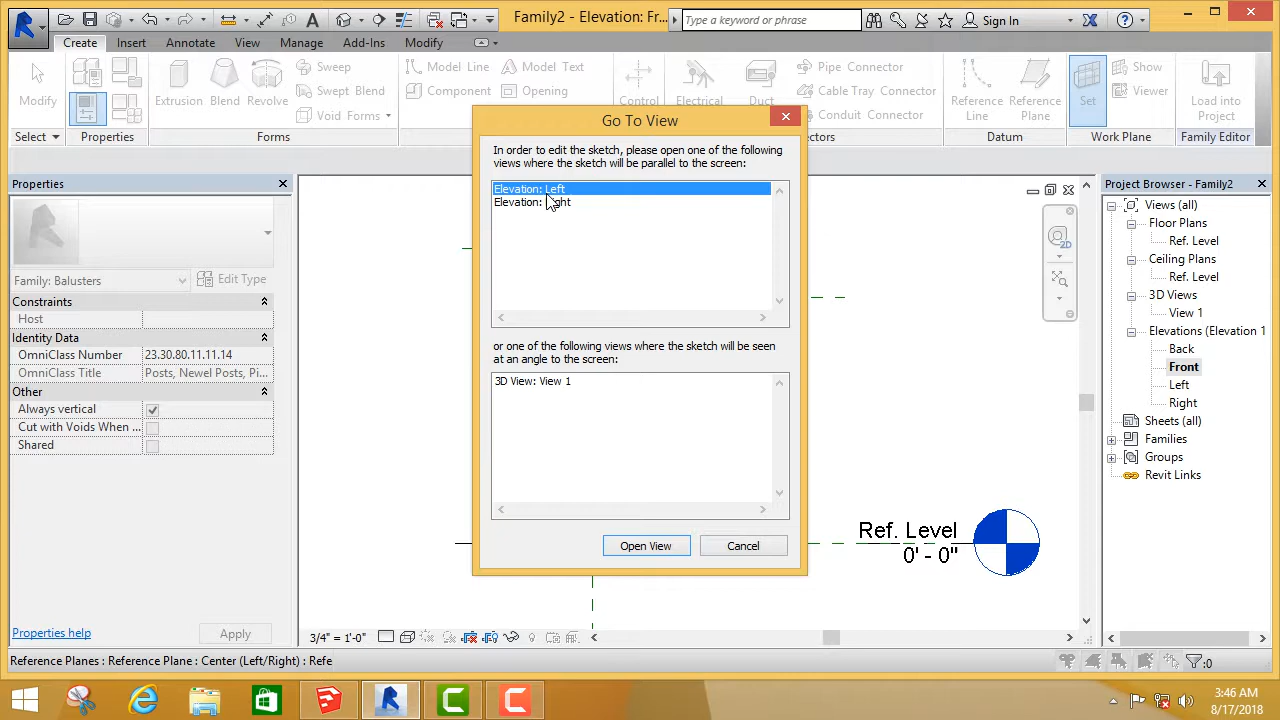 Family2 - Elevation: Fr...
Type a keyword or phrase
Sign In
Create
Insert
Annotate
View
Manage
Add-Ins
Modify
Modify
Extrusion
Blend
Revolve
Sweep
Swept Blend
Void Forms
Model Line
Component
Model Text
Opening
Control
Electrical
Duct
Pipe Connector
CableTray Connector
Conduit Connector
Reference
Line
Reference
Plane
Set
Show
Viewer
Load into
Project
Select
Properties
Forms
ectors
Datum
Work Plane
Family Editor
Properties
Family: Balusters
Edit Type
Constraints
Host
Identity Data
OmniClass Number
23.30.80.11.11.14
OmniClass Title
Posts, Newel Posts, Pi...
Other
Always vertical
Cut with Voids When ...
Shared
Properties help
Apply
Go To View
In order to edit the sketch, please open one of the following
views where the sketch will be parallel to the screen:
Elevation: Left
Elevation: ght
or one of the following views where the sketch will be seen
at an angle to the screen:
3D View: View 1
Open View
Cancel
2D
Ref. Level
0' - 0"
3/4" = 1'-0"
Project Browser - Family2
Views (all)
Floor Plans
Ref. Level
Ceiling Plans
Ref. Level
3D Views
View 1
Elevations (Elevation 1
Back
Front
Left
Right
Sheets (all)
Families
Groups
Revit Links
Reference Planes : Reference Plane : Center (Left/Right) : Refe
:0
3:46 AM
8/17/2018